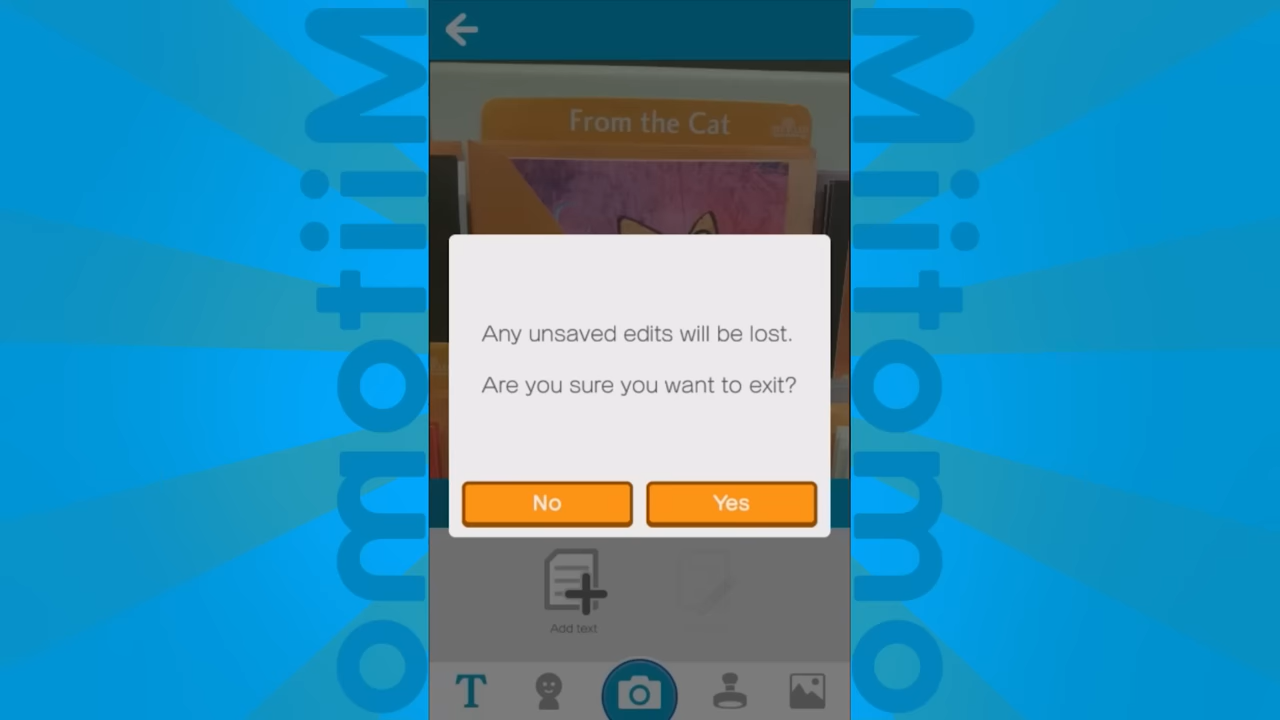 Miitomo
From the Cat
Any unsaved edits will be lost.
Are you sure you want to exit?
No
Yes
Add text
T
Miitomo